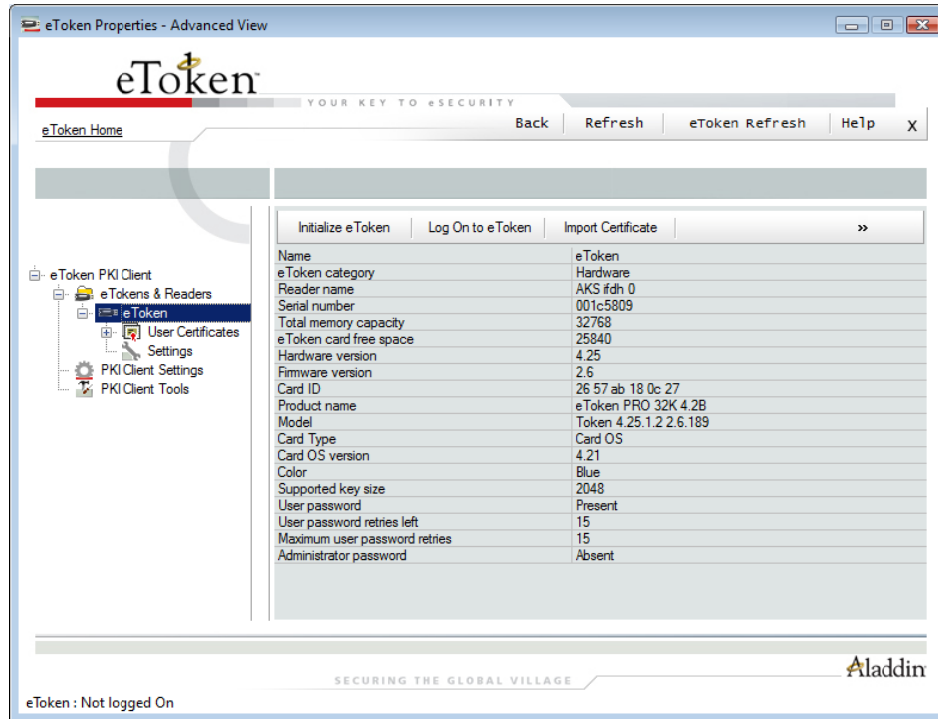 eToken Properties - Advanced View
eToken™
YOUR KEY TO eSECURITY
eToken Home
Back Refresh eToken Refresh Help X
Initialize eToken Log On to eToken Import Certificate »
eToken PKI Client
eTokens & Readers
eToken
User Certificates
Settings
PKI Client Settings
PKI Client Tools
Name eToken
eToken category Hardware
Reader name AKS ifdh 0
Serial number 001c5809
Total memory capacity 32768
eToken card free space 25840
Hardware version 4.25
Firmware version 2.6
Card ID 26 57 ab 18 0c 27
Product name eToken PRO 32K 4.2B
Model Token 4.25.1.2 2.6.189
Card Type Card OS
Card OS version 4.21
Color Blue
Supported key size 2048
User password Present
User password retries left 15
Maximum user password retries 15
Administrator password Absent
SECURING THE GLOBAL VILLAGE
Aladdin
eToken : Not logged On